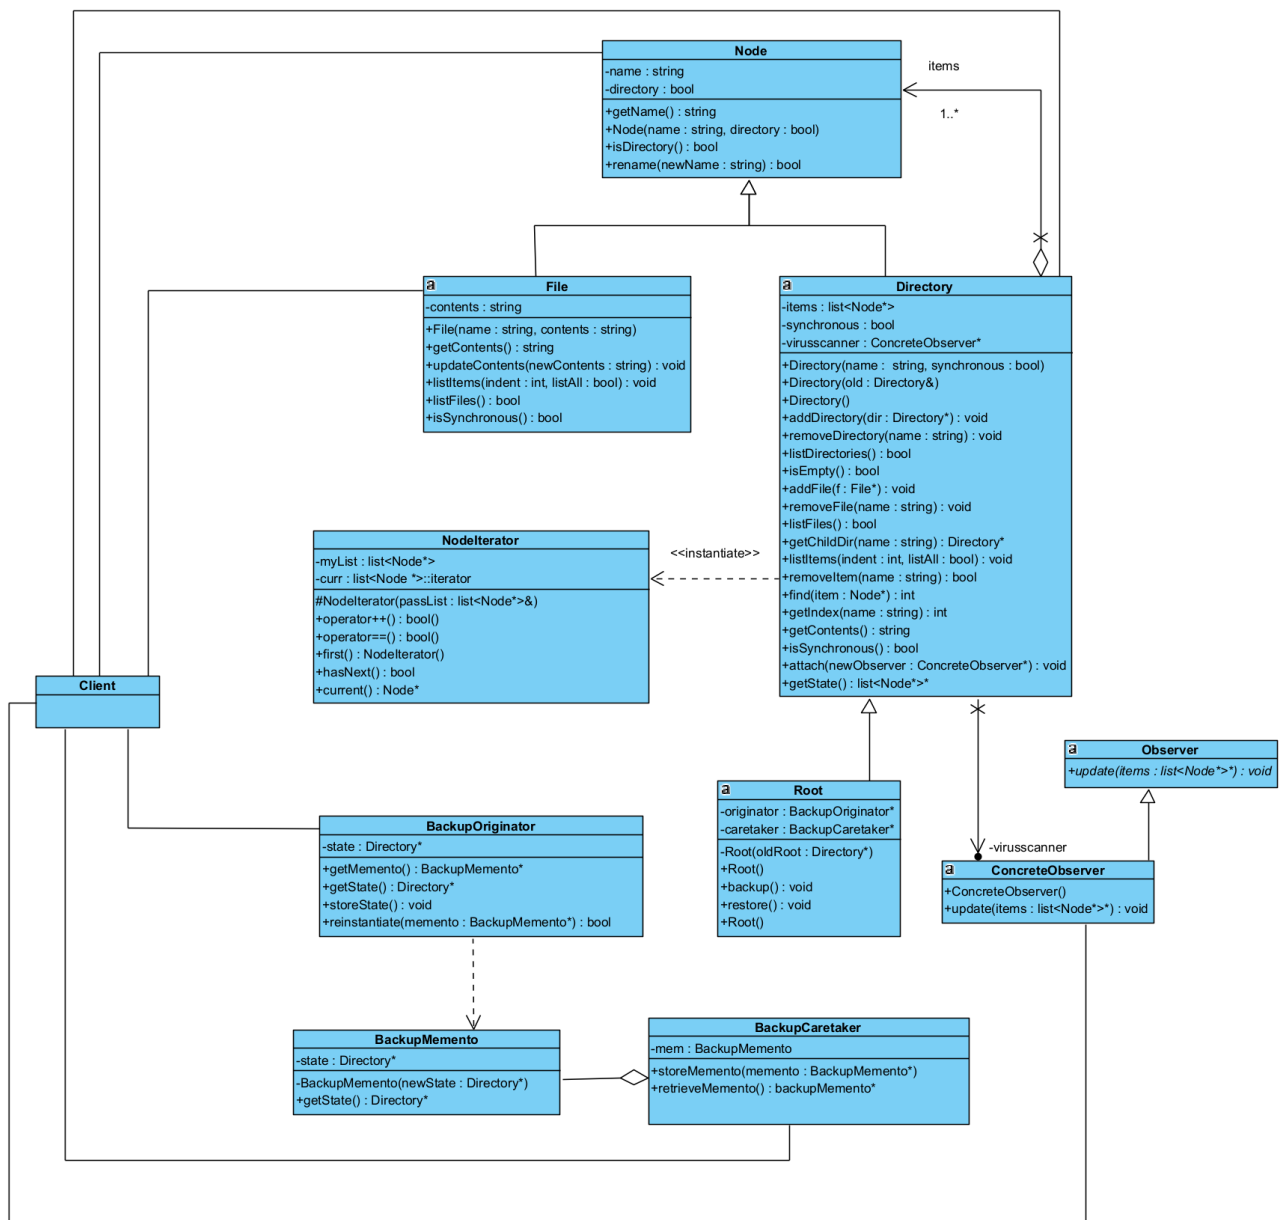 Node
-name : string
-directory : bool
+getName() : string
+Node(name : string, directory : bool)
+isDirectory() : bool
+rename(newName : string) : bool
items
1..*
a
File
-contents : string
+File(name : string, contents : string)
+getContents() : string
+updateContents(newContents : string) : void
+listItems(indent : int, listAll : bool) : void
+listFiles() : bool
+isSynchronous() : bool
a
Directory
-items : list<Node*>
-synchronous : bool
-virusscanner : ConcreteObserver*
+Directory(name : string, synchronous : bool)
+Directory(old : Directory&)
+Directory()
+addDirectory(dir : Directory*) : void
+removeDirectory(name : string) : void
+listDirectories() : bool
+isEmpty() : bool
+addFile(f : File*) : void
+removeFile(name : string) : void
+listFiles() : bool
+getChildDir(name : string) : Directory*
+listItems(indent : int, listAll : bool) : void
+removeItem(name : string) : bool
+find(item : Node*) : int
+getIndex(name : string) : int
+getContents() : string
+isSynchronous() : bool
+attach(newObserver : ConcreteObserver*) : void
+getState() : list<Node*>*
<<instantiate>>
NodeIterator
-myList : list<Node*>
-curr : list<Node *>::iterator
#NodeIterator(passList : list<Node*>&)
+operator++() : bool()
+operator==() : bool()
+first() : NodeIterator()
+hasNext() : bool
+current() : Node*
Client
a
Observer
+update(items : list<Node*>*) : void
a
Root
-originator : BackupOriginator*
-caretaker : BackupCaretaker*
-Root(oldRoot : Directory*)
+Root()
+backup() : void
+restore() : void
+Root()
-virusscanner
a
ConcreteObserver
+ConcreteObserver()
+update(items : list<Node*>*) : void
BackupOriginator
-state : Directory*
+getMemento() : BackupMemento*
+getState() : Directory*
+storeState() : void
+reinstantiate(memento : BackupMemento*) : bool
BackupMemento
-state : Directory*
-BackupMemento(newState : Directory*)
+getState() : Directory*
BackupCaretaker
-mem : BackupMemento
+storeMemento(memento : BackupMemento*)
+retrieveMemento() : backupMemento*